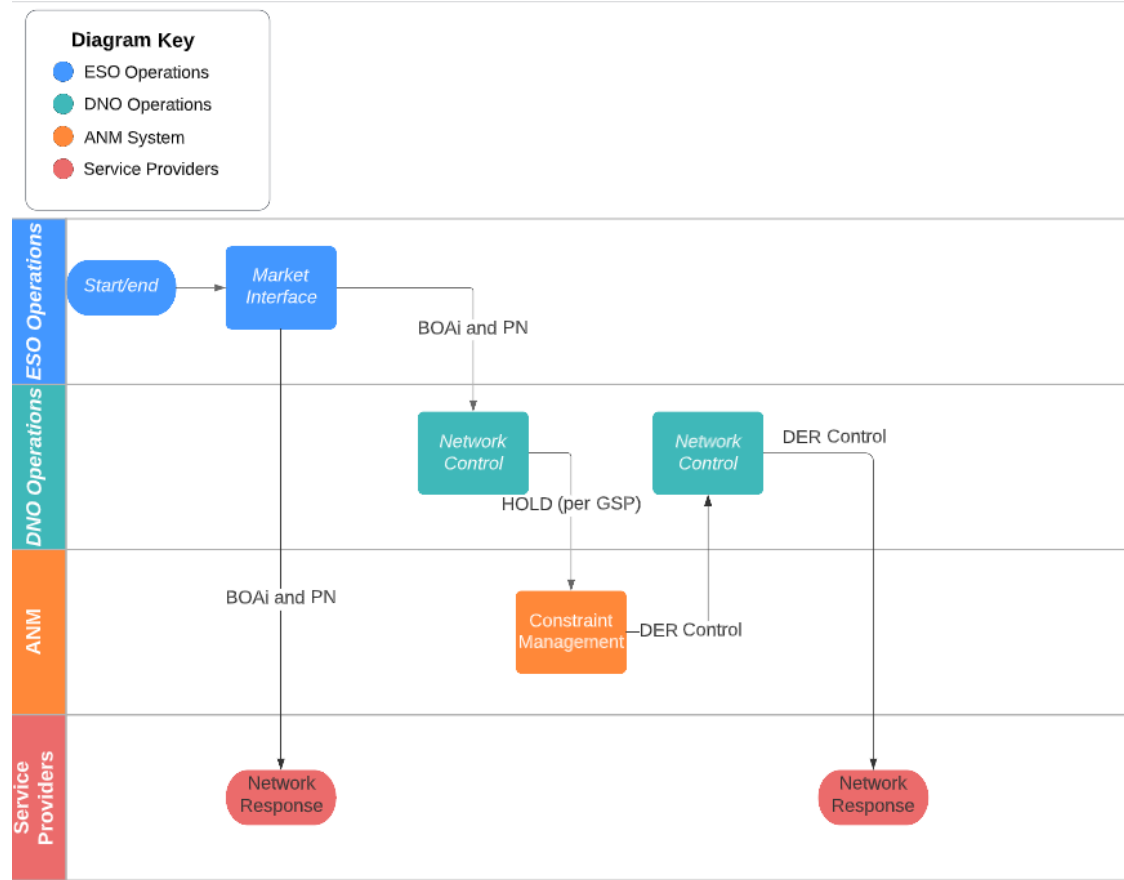 Diagram Key
ESO Operations
DNO Operations
ANM System
Service Providers
ESO Operations
Start/end
Market
Interface
BOAi and PN
DNO Operations
Network
Control
Network
Control
DER Control
HOLD (per GSP)
ANM
BOAi and PN
Constraint
Management
DER Control
Service
Providers
Network
Response
Network
Response